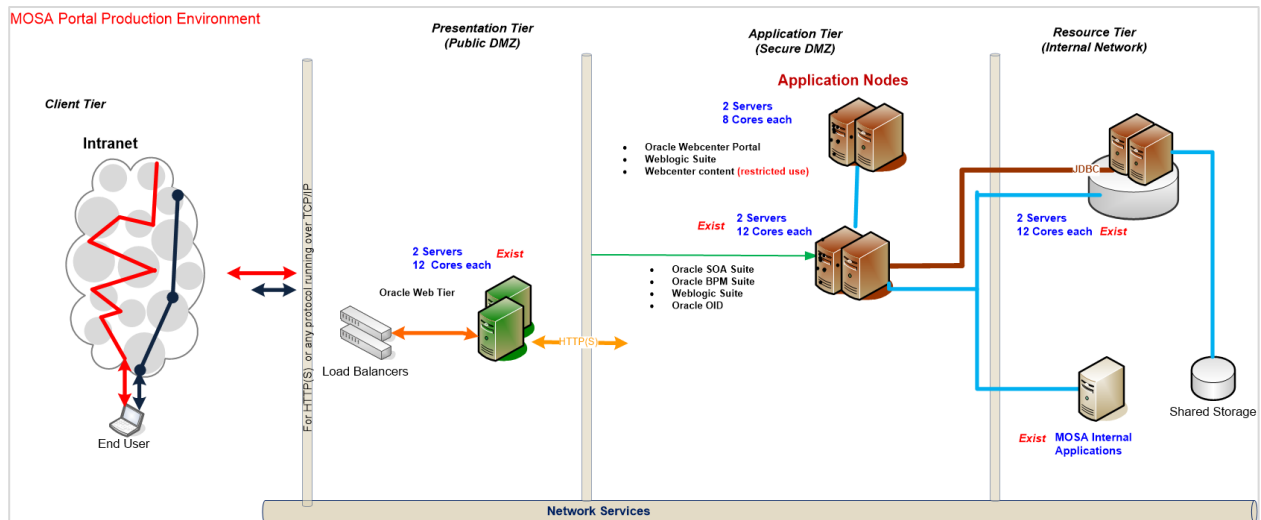 MOSA Portal Production Environment
Client Tier
Intranet
End User
For HTTP(S) or any protocol running over TCP/IP
Presentation Tier
(Public DMZ)
2 Servers
12 Cores each
Exist
Oracle Web Tier
Load Balancers
HTTP(S)
Application Tier
(Secure DMZ)
Application Nodes
2 Servers
8 Cores each
• Oracle Webcenter Portal
• Weblogic Suite
• Webcenter content (restricted use)
2 Servers
Exist 12 Cores each
• Oracle SOA Suite
• Oracle BPM Suite
• Weblogic Suite
• Oracle OID
Resource Tier
(Internal Network)
JDBC
2 Servers
12 Cores each Exist
Shared Storage
Exist MOSA Internal
Applications
Network Services